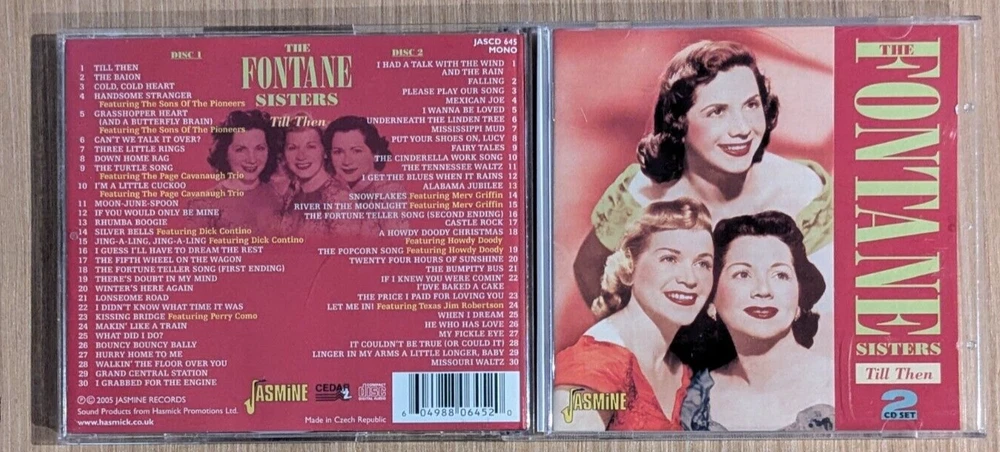 JASCD 645
MONO
DISC 1
THE
FONTANE
SISTERS
Till Then
DISC 2
1 TILL THEN
2 THE BAION
3 COLD, COLD HEART
4 HANDSOME STRANGER
Featuring The Sons Of The Pioneers
5 GRASSHOPPER HEART
(AND A BUTTERFLY BRAIN)
Featuring The Sons Of The Pioneers
6 CAN'T WE TALK IT OVER?
7 THREE LITTLE RINGS
8 DOWN HOME RAG
9 THE TURTLE SONG
Featuring The Page Cavanaugh Trio
10 I'M A LITTLE CUCKOO
Featuring The Page Cavanaugh Trio
11 MOON-JUNE-SPOON
12 IF YOU WOULD ONLY BE MINE
13 RHUMBA BOOGIE
14 SILVER BELLS Featuring Dick Contino
15 JING-A-LING, JING-A-LING Featuring Dick Contino
16 I GUESS I'LL HAVE TO DREAM THE REST
17 THE FIFTH WHEEL ON THE WAGON
18 THE FORTUNE TELLER SONG (FIRST ENDING)
19 THERE'S DOUBT IN MY MIND
20 WINTER'S HERE AGAIN
21 LONESOME ROAD
22 I DIDN'T KNOW WHAT TIME IT WAS
23 KISSING BRIDGE Featuring Perry Como
24 MAKIN' LIKE A TRAIN
25 WHAT DID I DO?
26 BOUNCY BOUNCY BALLY
27 HURRY HOME TO ME
28 WALKIN' THE FLOOR OVER YOU
29 GRAND CENTRAL STATION
30 I GRABBED FOR THE ENGINE
I HAD A TALK WITH THE WIND 1
AND THE RAIN
FALLING 2
PLEASE PLAY OUR SONG 3
MEXICAN JOE 4
I WANNA BE LOVED 5
UNDERNEATH THE LINDEN TREE 6
MISSISSIPPI MUD 7
PUT YOUR SHOES ON, LUCY 8
FAIRY TALES 9
THE CINDERELLA WORK SONG 10
THE TENNESSEE WALTZ 11
I GET THE BLUES WHEN IT RAINS 12
ALABAMA JUBILEE 13
SNOWFLAKES Featuring Merv Griffin 14
RIVER IN THE MOONLIGHT Featuring Merv Griffin 15
THE FORTUNE TELLER SONG (SECOND ENDING) 16
CASTLE ROCK 17
A HOWDY DOODY CHRISTMAS 18
Featuring Howdy Doody
THE POPCORN SONG Featuring Howdy Doody 19
TWENTY FOUR HOURS OF SUNSHINE 20
THE BUMPITY BUS 21
IF I KNEW YOU WERE COMIN' 22
I'DVE BAKED A CAKE
THE PRICE I PAID FOR LOVING YOU 23
LET ME IN! Featuring Texas Jim Robertson 24
WHEN I DREAM 25
HE WHO HAS LOVE 26
MY FICKLE EYE 27
IT COULDN'T BE TRUE (OR COULD IT) 28
LINGER IN MY ARMS A LITTLE LONGER, BABY 29
MISSOURI WALTZ 30
℗© 2005 JASMINE RECORDS
Sound Products from Hasmick Promotions Ltd.
www.hasmick.co.uk
JASMINE
CEDAR 2
COMPACT
disc
DIGITAL AUDIO
Made in Czech Republic
6 04988 06452 0
THE
FONTANE
SISTERS
Till Then
2
CD SET
JASMINE